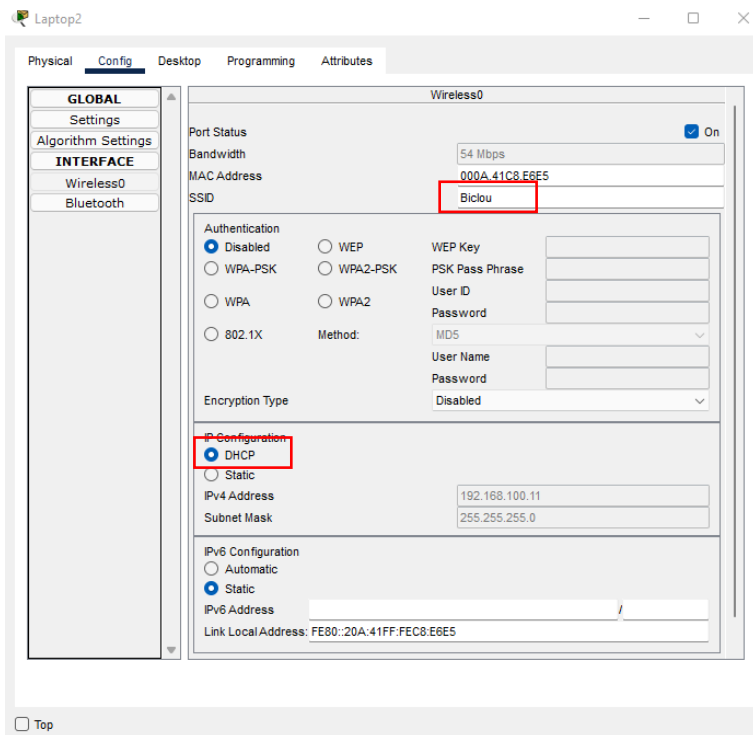 Laptop2
Physical Config Desktop Programming Attributes
GLOBAL
Settings
Algorithm Settings
INTERFACE
Wireless0
Bluetooth
Wireless0
Port Status On
Bandwidth 54 Mbps
MAC Address 000A.41C8.E6E5
SSID Biclou
Authentication
Disabled WEP WEP Key
WPA-PSK WPA2-PSK PSK Pass Phrase
User ID
WPA WPA2
Password
802.1X Method: MD5
User Name
Password
Encryption Type Disabled
IP Configuration
DHCP
Static
IPv4 Address 192.168.100.11
Subnet Mask 255.255.255.0
IPv6 Configuration
Automatic
Static
IPv6 Address /
Link Local Address: FE80::20A:41FF:FEC8:E6E5
Top